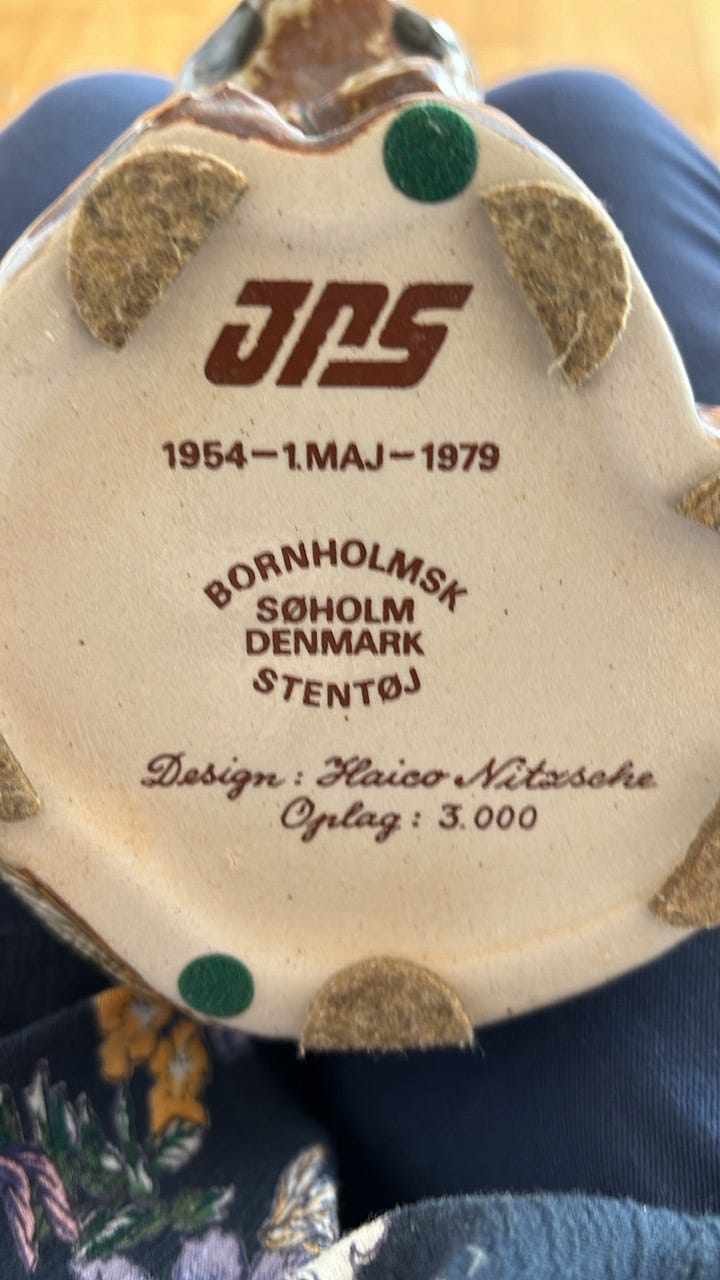 JPS
1954–1.MAJ–1979
BORNHOLMSK
SØHOLM
DENMARK
STENTØJ
Design: Haico Nitzsche
Oplag: 3.000